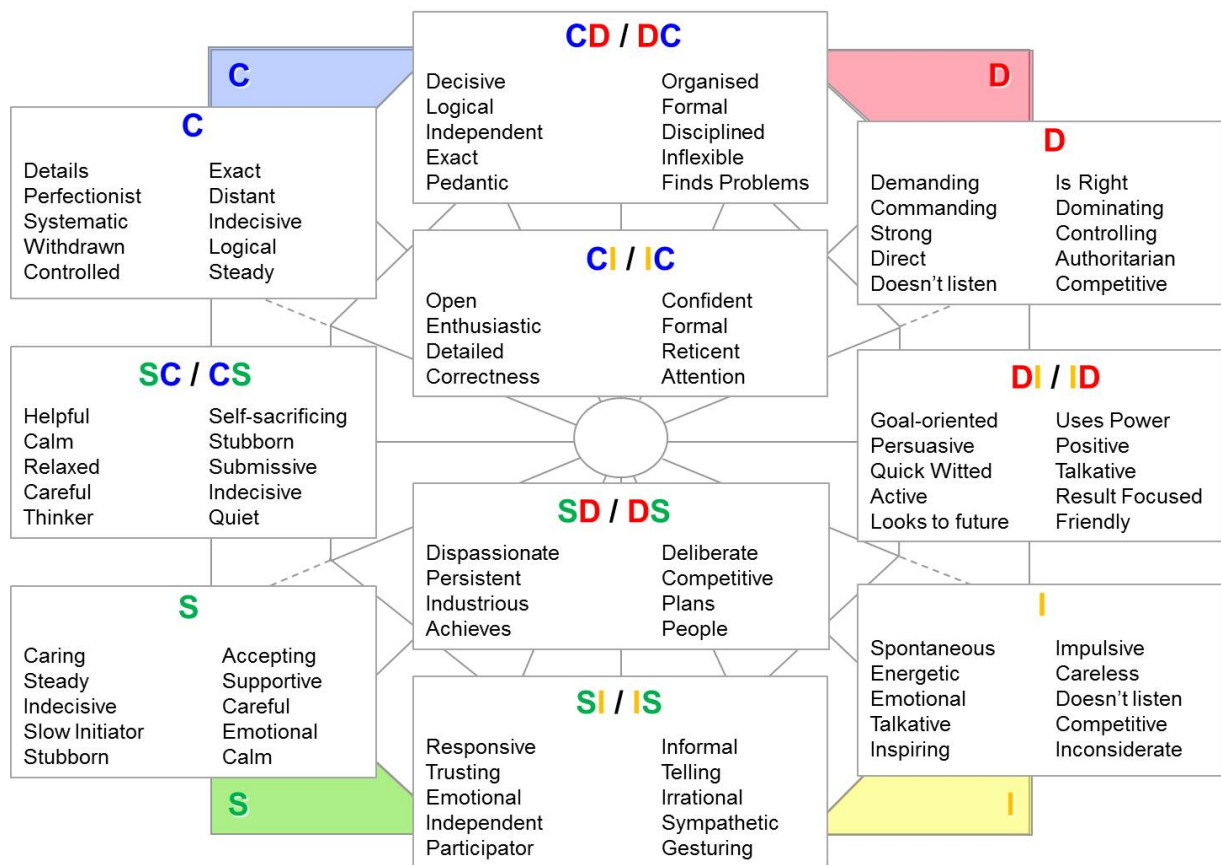 C
D
CD / DC
Decisive Organised
Logical Formal
Independent Disciplined
Exact Inflexible
Pedantic Finds Problems
C
Details Exact
Perfectionist Distant
Systematic Indecisive
Withdrawn Logical
Controlled Steady
D
Demanding Is Right
Commanding Dominating
Strong Controlling
Direct Authoritarian
Doesn't listen Competitive
CI / IC
Open Confident
Enthusiastic Formal
Detailed Reticent
Correctness Attention
SC / CS
Helpful Self-sacrificing
Calm Stubborn
Relaxed Submissive
Careful Indecisive
Thinker Quiet
DI / ID
Goal-oriented Uses Power
Persuasive Positive
Quick Witted Talkative
Active Result Focused
Looks to future Friendly
SD / DS
Dispassionate Deliberate
Persistent Competitive
Industrious Plans
Achieves People
S
Caring Accepting
Steady Supportive
Indecisive Careful
Slow Initiator Emotional
Stubborn Calm
I
Spontaneous Impulsive
Energetic Careless
Emotional Doesn't listen
Talkative Competitive
Inspiring Inconsiderate
SI / IS
Responsive Informal
Trusting Telling
Emotional Irrational
Independent Sympathetic
Participator Gesturing
S
I